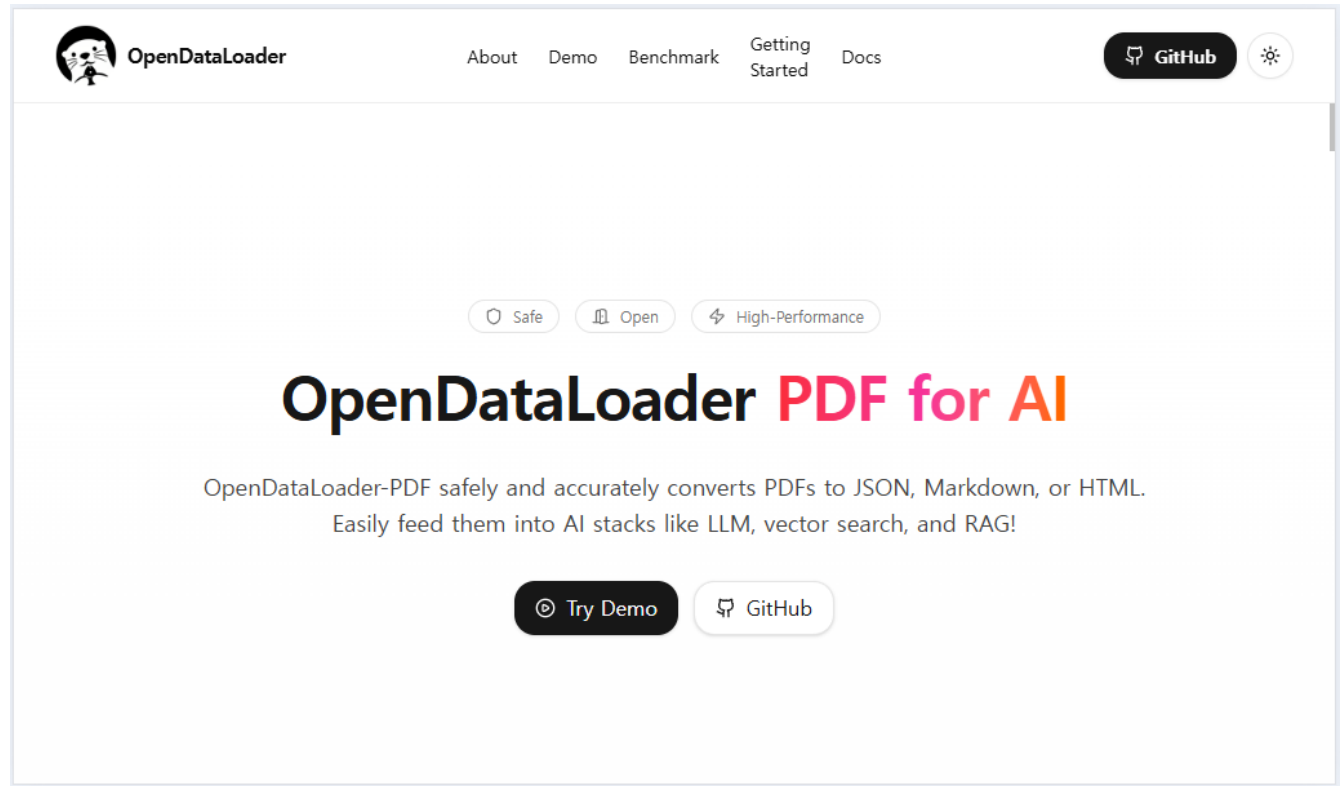 OpenDataLoader
About
Demo
Benchmark
Getting
Started
Docs
GitHub
Safe
Open
High-Performance
OpenDataLoader PDF for AI
OpenDataLoader-PDF safely and accurately converts PDFs to JSON, Markdown, or HTML.
Easily feed them into AI stacks like LLM, vector search, and RAG!
Try Demo
GitHub